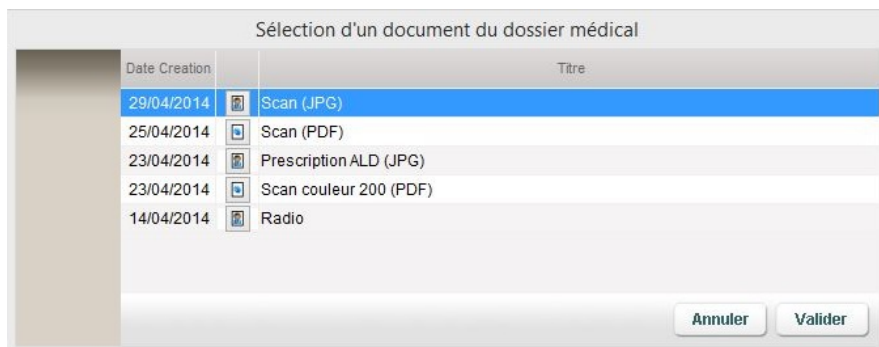 Sélection d'un document du dossier médical
Date Creation Titre
29/04/2014 Scan (JPG)
25/04/2014 Scan (PDF)
23/04/2014 Prescription ALD (JPG)
23/04/2014 Scan couleur 200 (PDF)
14/04/2014 Radio
Annuler Valider